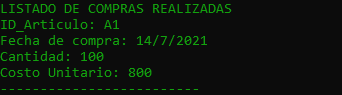 LISTADO DE COMPRAS REALIZADAS
ID_Articulo: A1
Fecha de compra: 14/7/2021
Cantidad: 100
Costo Unitario: 800
-------------------------